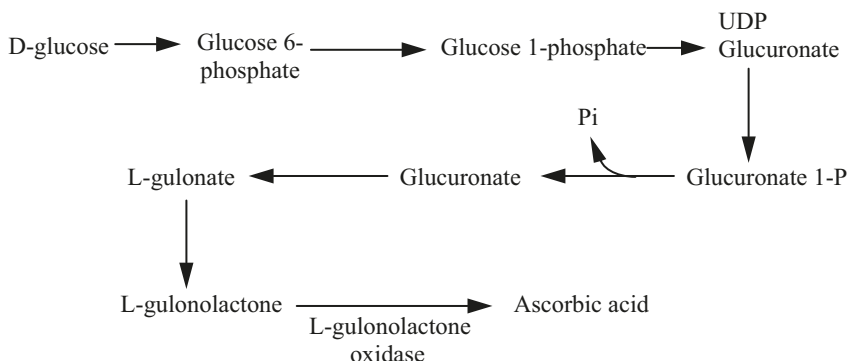 D-glucose
Glucose 6-
phosphate
Glucose 1-phosphate
UDP
Glucuronate
Pi
L-gulonate
Glucuronate
Glucuronate 1-P
L-gulonolactone
L-gulonolactone
oxidase
Ascorbic acid